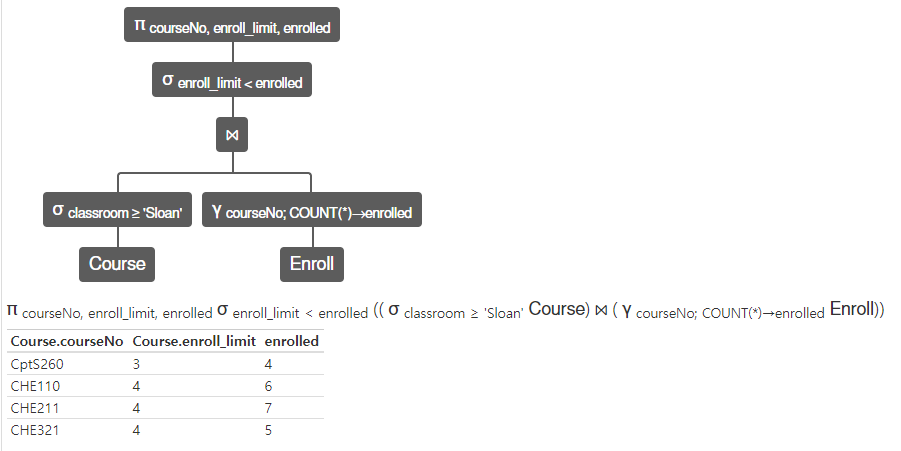 π courseNo, enroll_limit, enrolled
σ enroll_limit < enrolled
⋈
σ classroom ≥ 'Sloan'
γ courseNo; COUNT(*)→enrolled
Course
Enroll
π courseNo, enroll_limit, enrolled σ enroll_limit < enrolled (( σ classroom ≥ 'Sloan' Course) ⋈ ( γ courseNo; COUNT(*)→enrolled Enroll))
Course.courseNo Course.enroll_limit enrolled
CptS260 3 4
CHE110 4 6
CHE211 4 7
CHE321 4 5